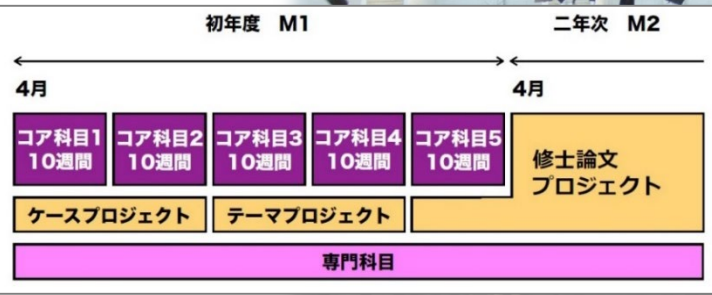 初年度 M1
二年次 M2
4月
4月
コア科目1
10週間
コア科目2
10週間
コア科目3
10週間
コア科目4
10週間
コア科目5
10週間
修士論文
プロジェクト
ケースプロジェクト
テーマプロジェクト
専門科目